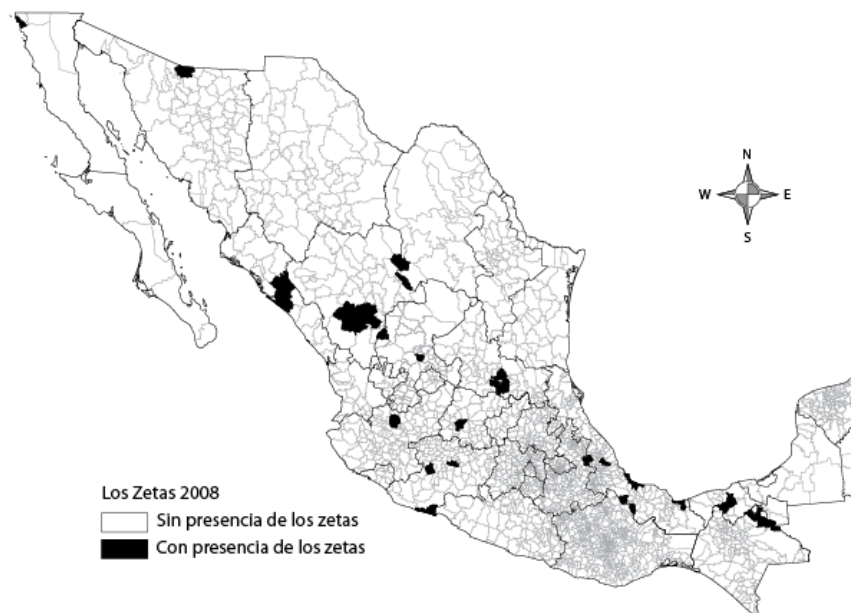 N
W E
S
Los Zetas 2008
Sin presencia de los zetas
Con presencia de los zetas